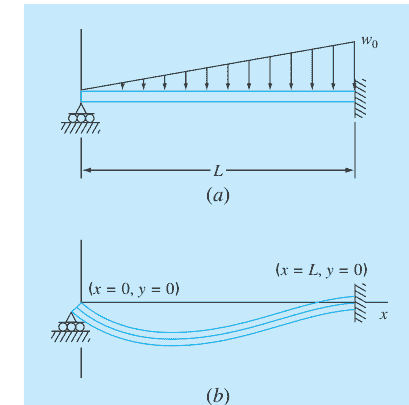 w₀
L
(a)
(x = L, y = 0)
(x = 0, y = 0)
x
(b)